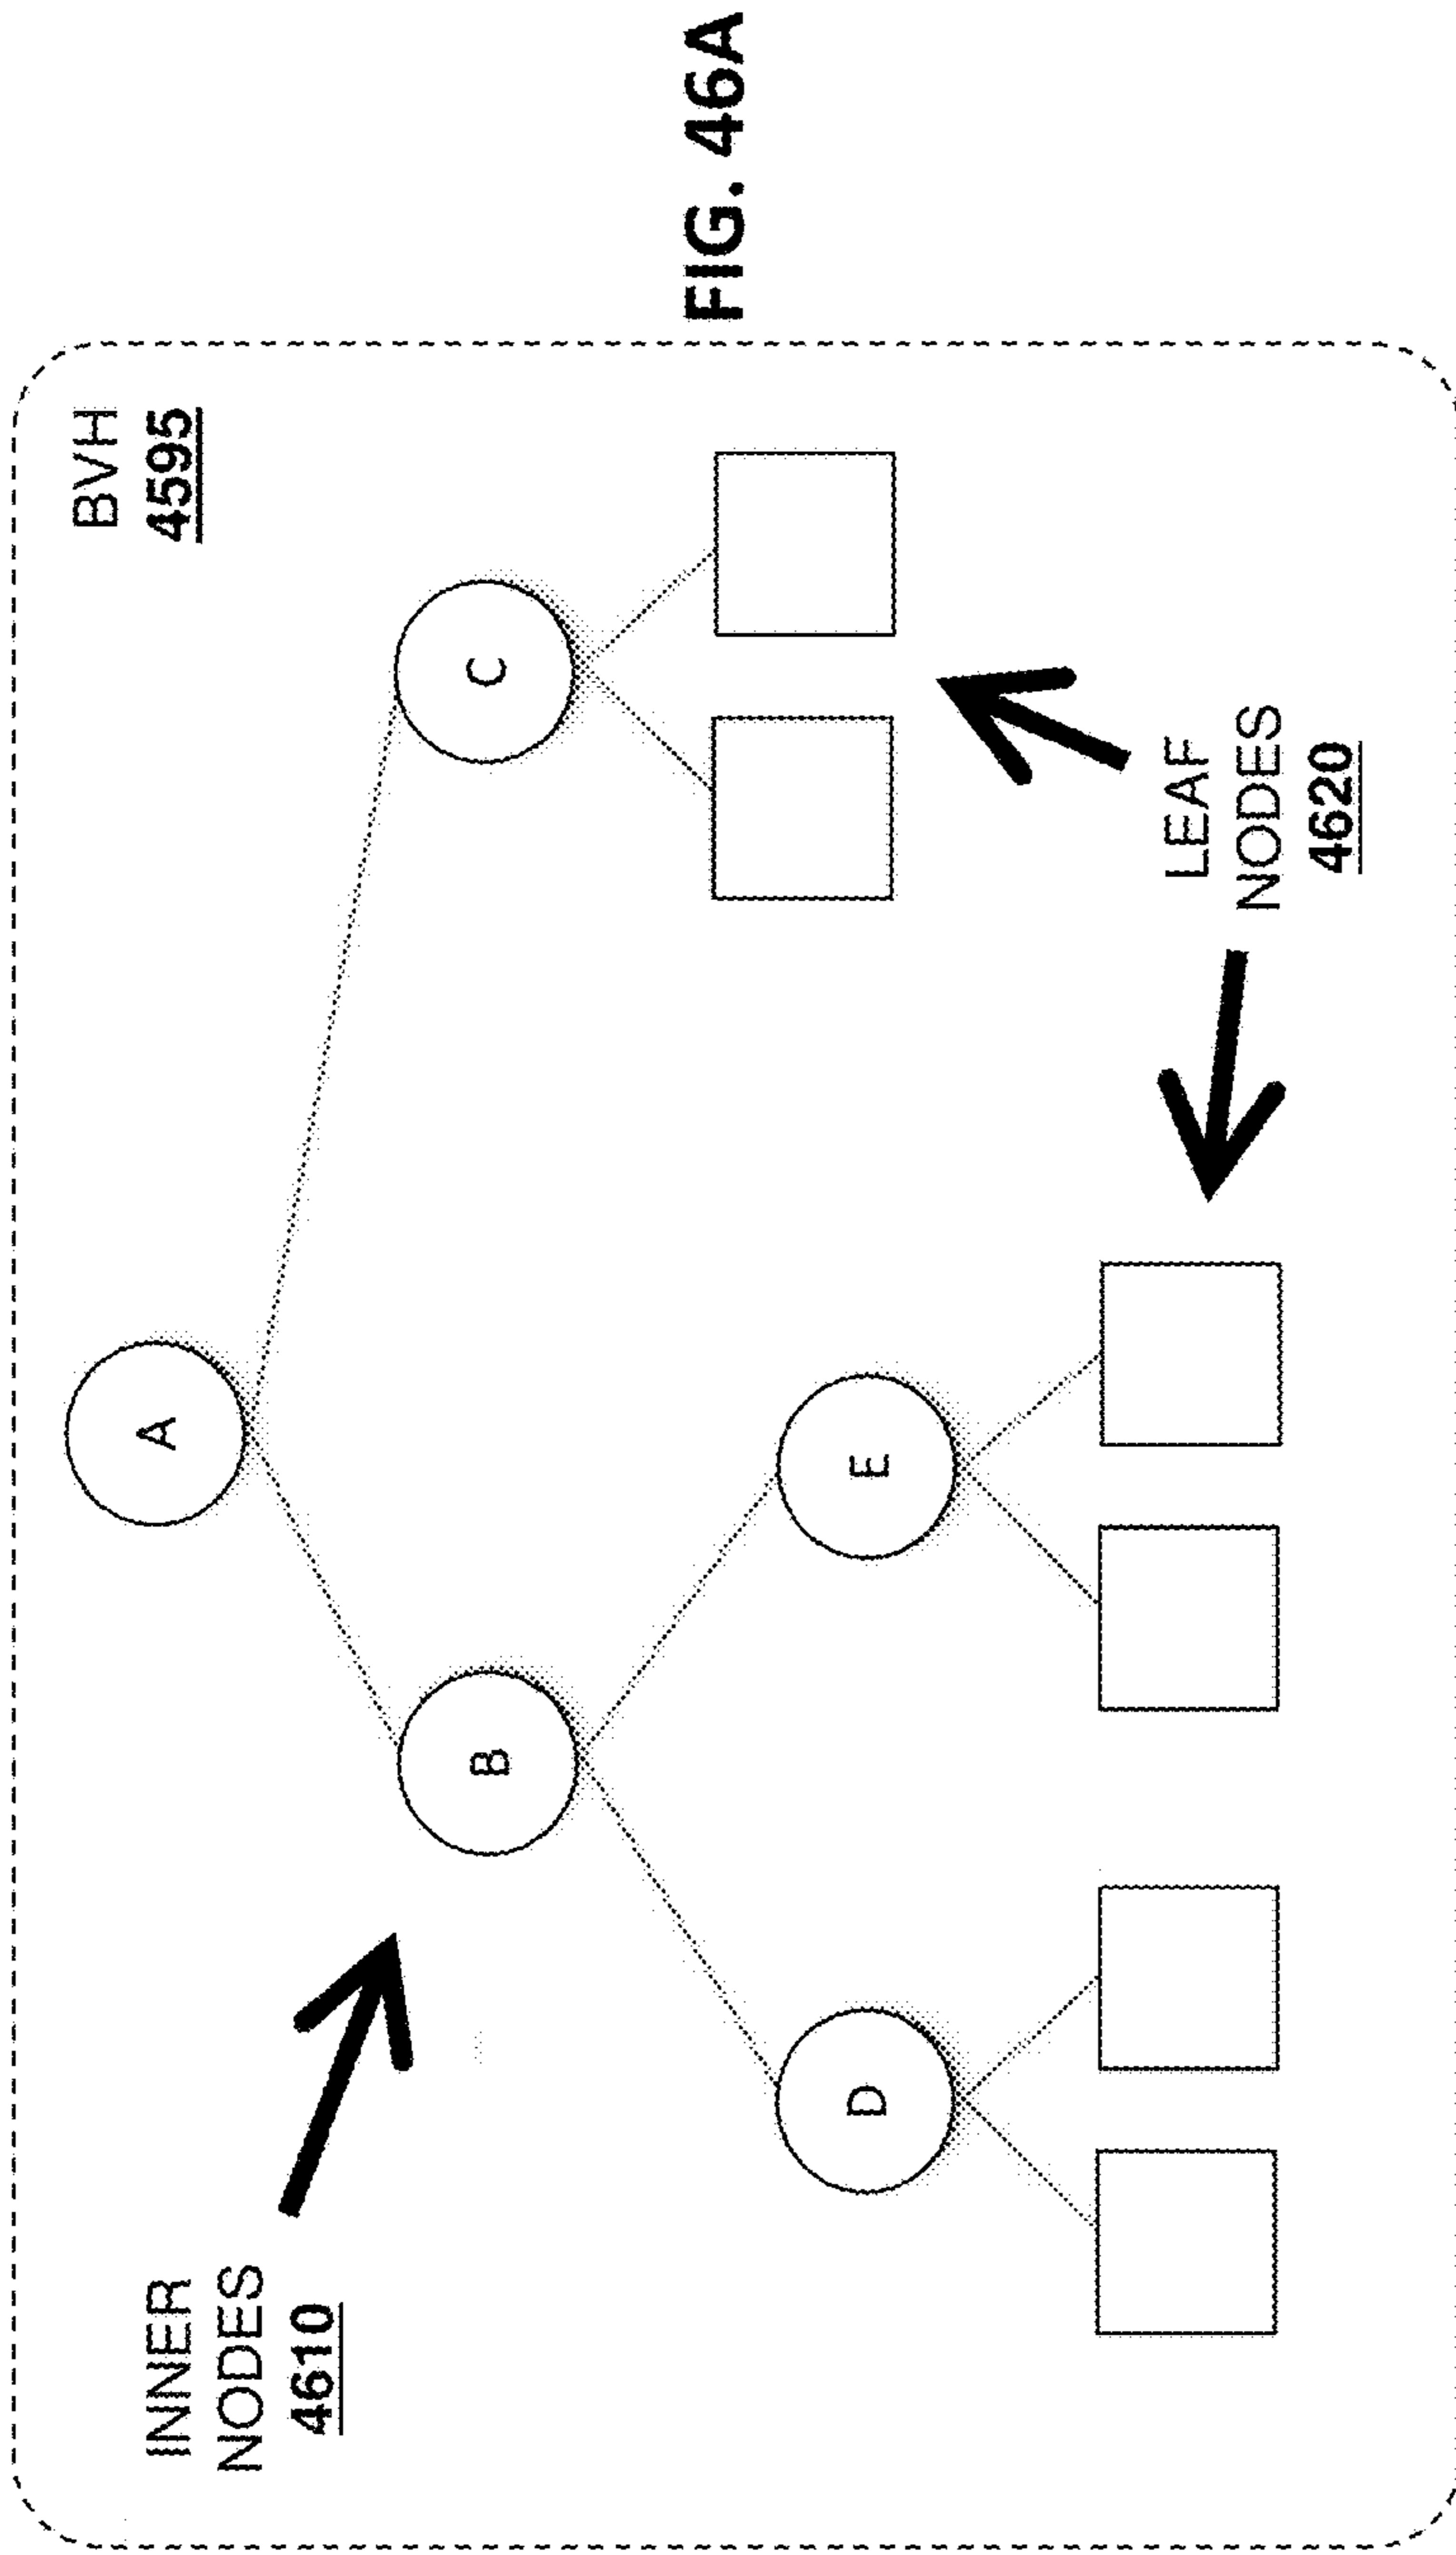 BVH
4595
INNER
NODES
4610
A
B
C
D
E
LEAF
NODES
4620
FIG. 46A